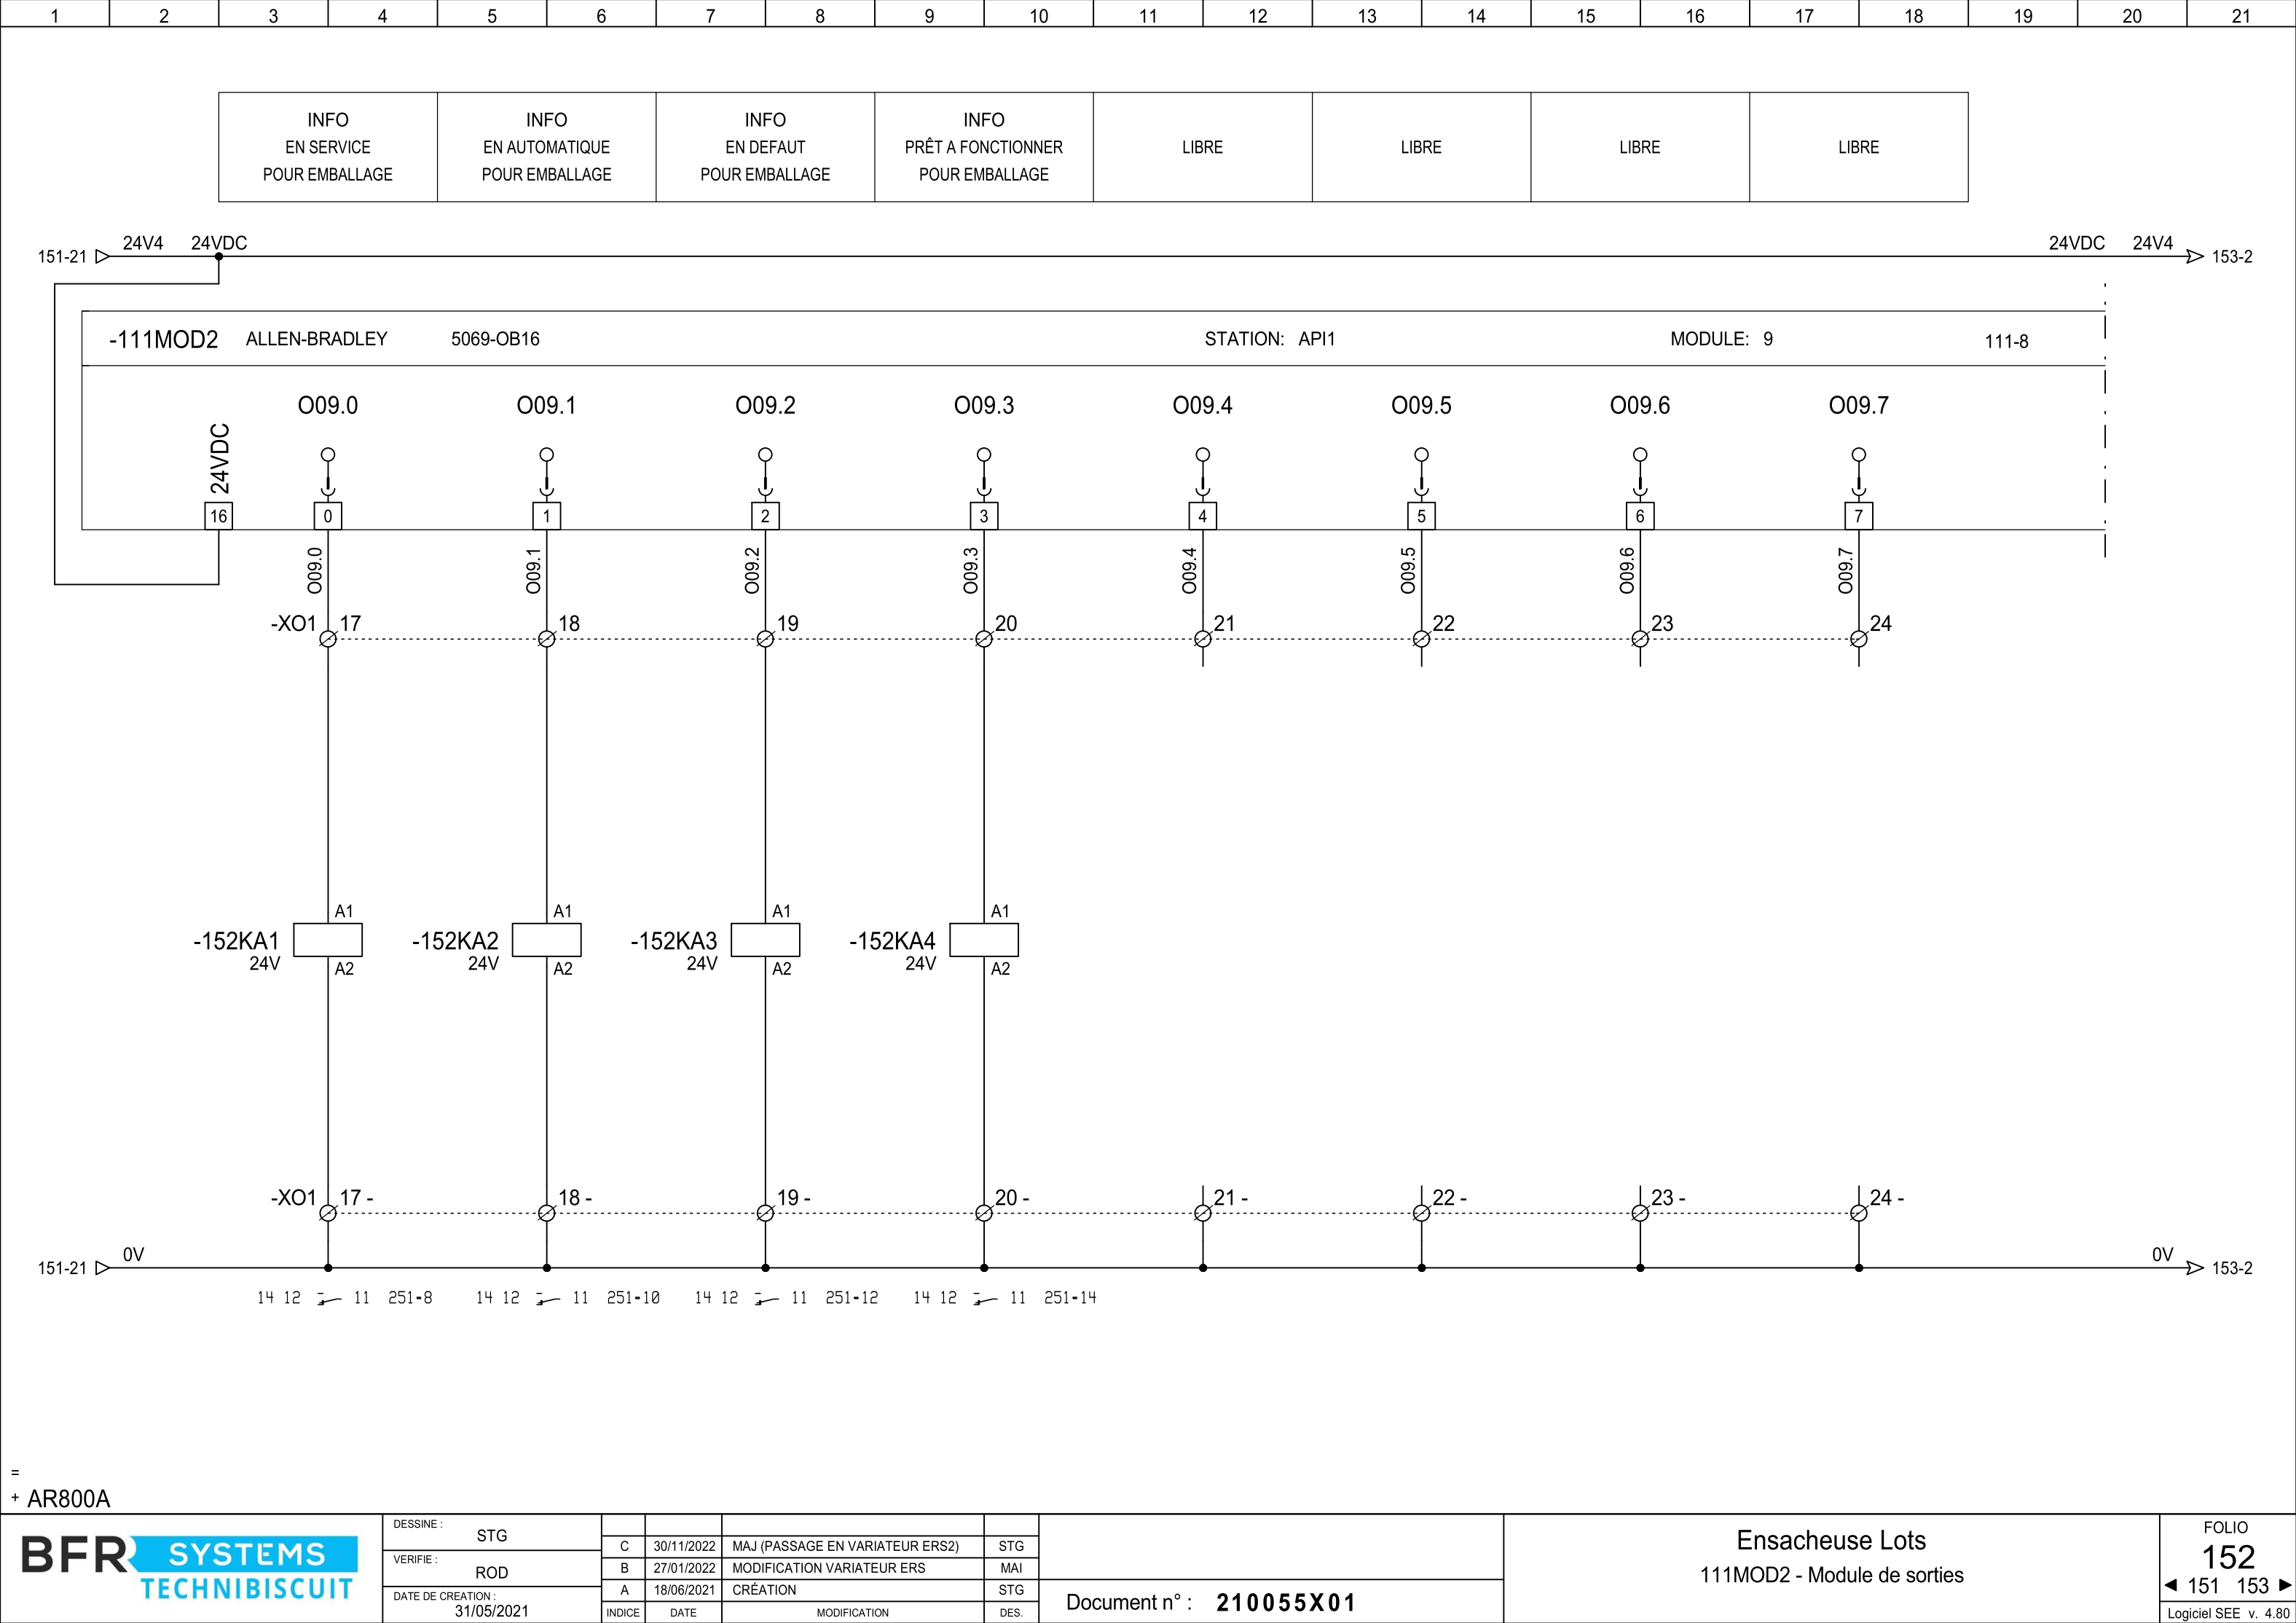 1 2 3 4 5 6 7 8 9 10 11 12 13 14 15 16 17 18 19 20 21
INFO
EN SERVICE
POUR EMBALLAGE
INFO
EN AUTOMATIQUE
POUR EMBALLAGE
INFO
EN DEFAUT
POUR EMBALLAGE
INFO
PRÊT A FONCTIONNER
POUR EMBALLAGE
LIBRE
LIBRE
LIBRE
LIBRE
24V4 24VDC 24VDC 24V4
151-21 153-2
-111MOD2 ALLEN-BRADLEY 5069-OB16 STATION: API1 MODULE: 9 111-8
O09.0 O09.1 O09.2 O09.3 O09.4 O09.5 O09.6 O09.7
24VDC
16 0 1 2 3 4 5 6 7
O09.0 O09.1 O09.2 O09.3 O09.4 O09.5 O09.6 O09.7
-XO1 17 18 19 20 21 22 23 24
A1 A1 A1 A1
-152KA1 -152KA2 -152KA3 -152KA4
24V 24V 24V 24V
A2 A2 A2 A2
-XO1 17 - 18 - 19 - 20 - 21 - 22 - 23 - 24 -
0V 0V
151-21 153-2
14 12 11 251-8 14 12 11 251-10 14 12 11 251-12 14 12 11 251-14
=
+ AR800A
BFR SYSTEMS
TECHNIBISCUIT
DESSINE :
STG
VERIFIE :
ROD
DATE DE CREATION :
31/05/2021
C 30/11/2022 MAJ (PASSAGE EN VARIATEUR ERS2) STG
B 27/01/2022 MODIFICATION VARIATEUR ERS MAI
A 18/06/2021 CRÉATION STG
INDICE DATE MODIFICATION DES.
Document n° : 210055X01
Ensacheuse Lots
111MOD2 - Module de sorties
FOLIO
152
151 153
Logiciel SEE v. 4.80